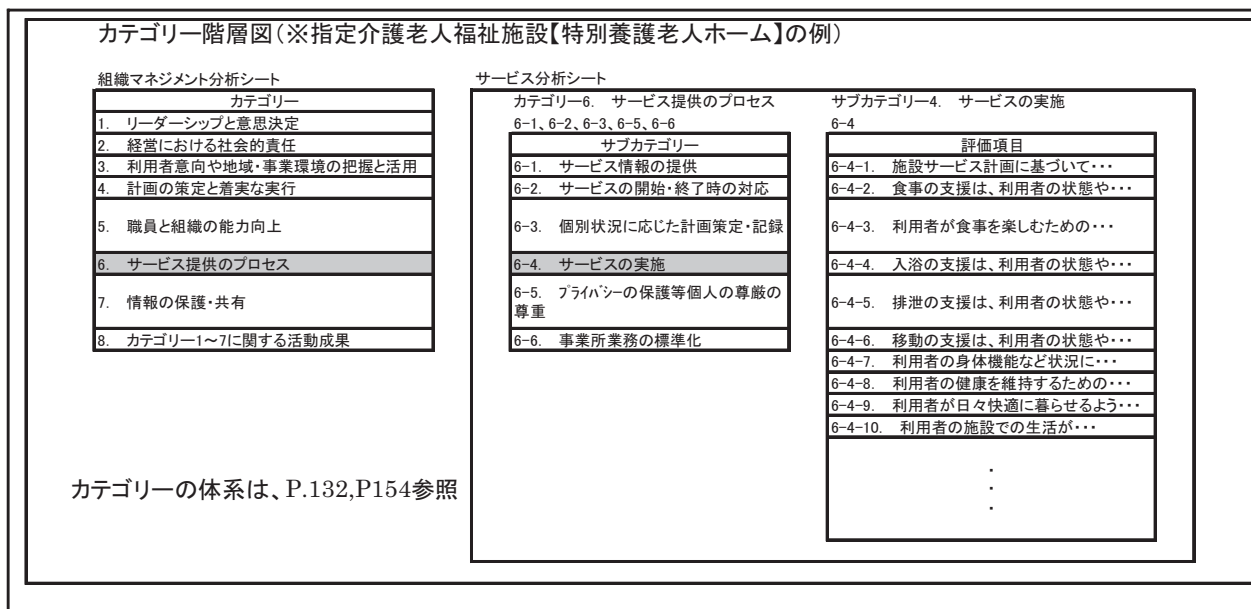 カテゴリー階層図(※指定介護老人福祉施設【特別養護老人ホーム】の例)
組織マネジメント分析シート
カテゴリー
1. リーダーシップと意思決定
2. 経営における社会的責任
3. 利用者意向や地域・事業環境の把握と活用
4. 計画の策定と着実な実行
5. 職員と組織の能力向上
6. サービス提供のプロセス
7. 情報の保護・共有
8. カテゴリー1~7に関する活動成果
サービス分析シート
カテゴリー6. サービス提供のプロセス
6-1、6-2、6-3、6-5、6-6
サブカテゴリー
6-1. サービス情報の提供
6-2. サービスの開始・終了時の対応
6-3. 個別状況に応じた計画策定・記録
6-4. サービスの実施
6-5. プライバシーの保護等個人の尊厳の
尊重
6-6. 事業所業務の標準化
サブカテゴリー4. サービスの実施
6-4
評価項目
6-4-1. 施設サービス計画に基づいて・・・
6-4-2. 食事の支援は、利用者の状態や・・・
6-4-3. 利用者が食事を楽しむための・・・
6-4-4. 入浴の支援は、利用者の状態や・・・
6-4-5. 排泄の支援は、利用者の状態や・・・
6-4-6. 移動の支援は、利用者の状態や・・・
6-4-7. 利用者の身体機能など状況に・・・
6-4-8. 利用者の健康を維持するための・・・
6-4-9. 利用者が日々快適に暮らせるよう・・・
6-4-10. 利用者の施設での生活が・・・
・
・
・
カテゴリーの体系は、P.132,P154参照